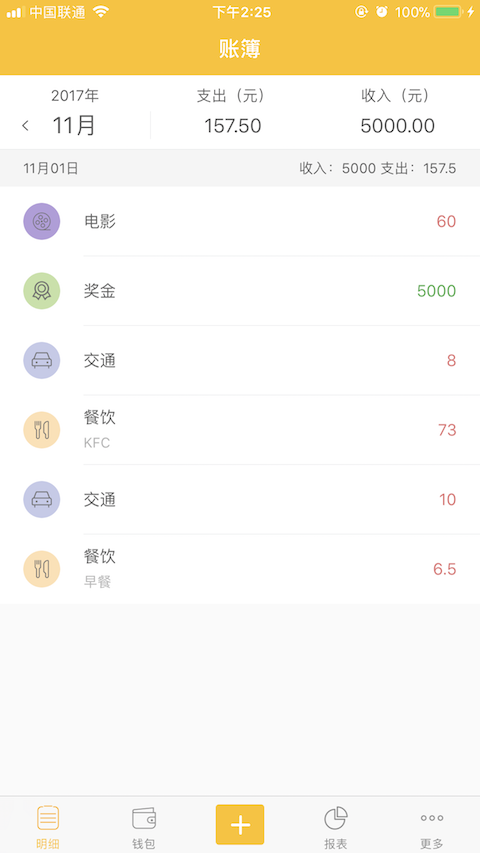 中国联通 下午2:25 100%
账簿
2017年 支出（元） 收入（元）
11月 157.50 5000.00
11月01日 收入：5000 支出：157.5
电影 60
奖金 5000
交通 8
餐饮 73
KFC
交通 10
餐饮 6.5
早餐
明细 钱包 报表 更多